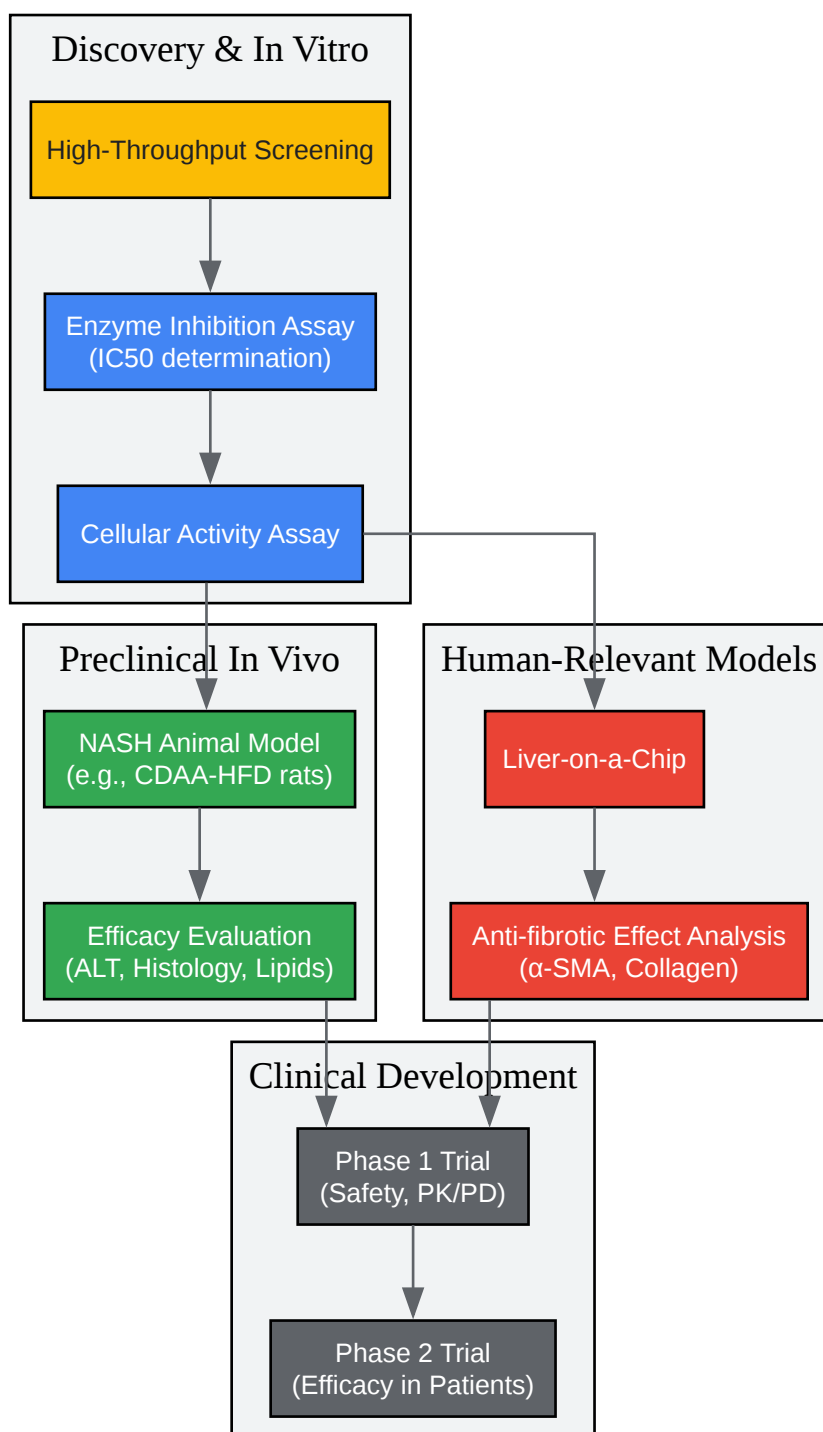 Discovery & In Vitro
High-Throughput Screening
Enzyme Inhibition Assay
(IC50 determination)
Cellular Activity Assay
Preclinical In Vivo
NASH Animal Model
(e.g., CDAA-HFD rats)
Efficacy Evaluation
(ALT, Histology, Lipids)
Human-Relevant Models
Liver-on-a-Chip
Anti-fibrotic Effect Analysis
(α-SMA, Collagen)
Clinical Development
Phase 1 Trial
(Safety, PK/PD)
Phase 2 Trial
(Efficacy in Patients)